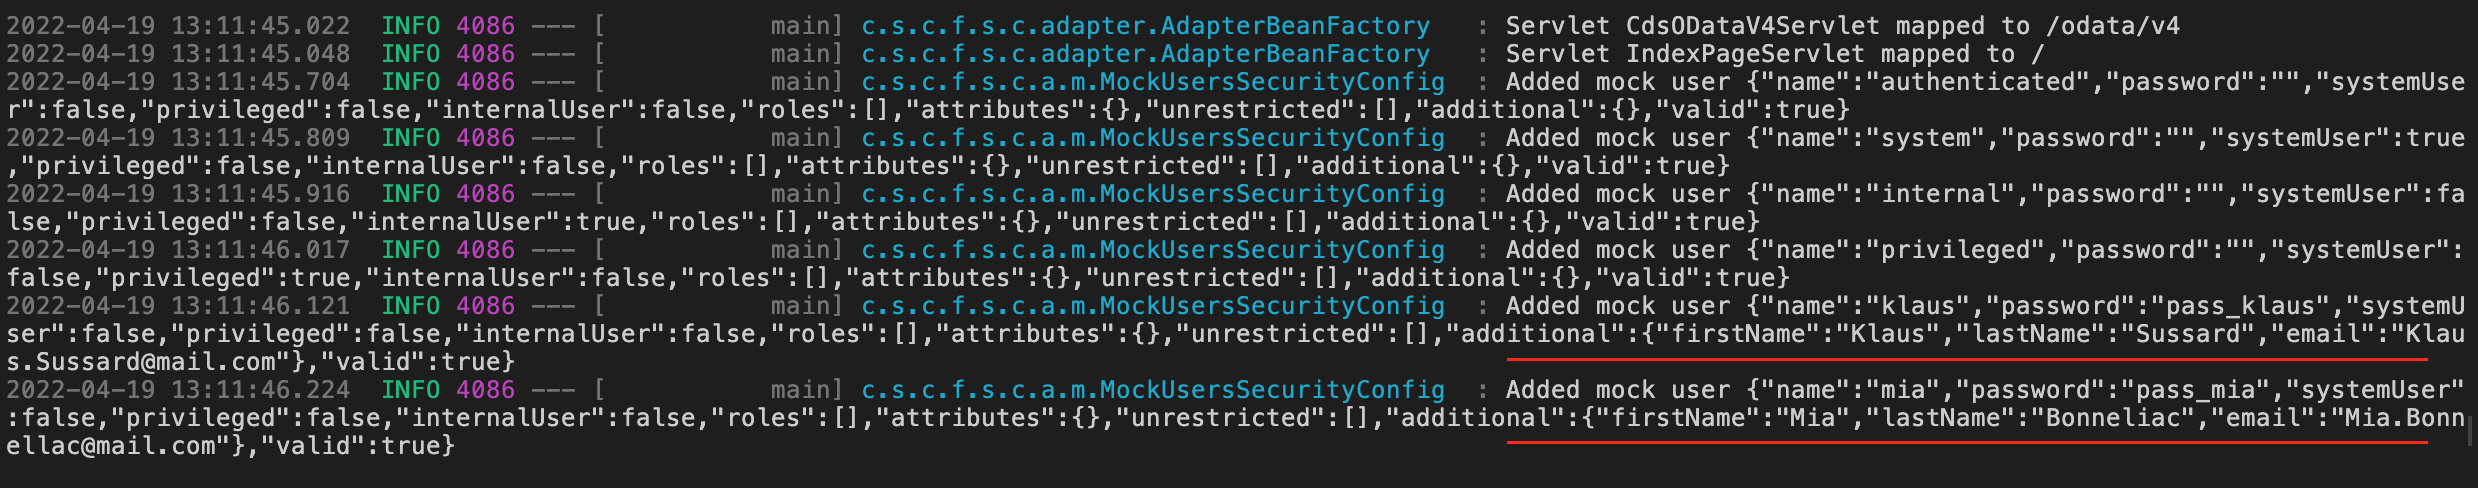 2022-04-19 13:11:45.022  INFO 4086 --- [           main] c.s.c.f.s.c.adapter.AdapterBeanFactory   : Servlet CdsODataV4Servlet mapped to /odata/v4
2022-04-19 13:11:45.048  INFO 4086 --- [           main] c.s.c.f.s.c.adapter.AdapterBeanFactory   : Servlet IndexPageServlet mapped to /
2022-04-19 13:11:45.704  INFO 4086 --- [           main] c.s.c.f.s.c.a.m.MockUsersSecurityConfig  : Added mock user {"name":"authenticated","password":"","systemUse
r":false,"privileged":false,"internalUser":false,"roles":[],"attributes":{},"unrestricted":[],"additional":{},"valid":true}
2022-04-19 13:11:45.809  INFO 4086 --- [           main] c.s.c.f.s.c.a.m.MockUsersSecurityConfig  : Added mock user {"name":"system","password":"","systemUser":true
,"privileged":false,"internalUser":false,"roles":[],"attributes":{},"unrestricted":[],"additional":{},"valid":true}
2022-04-19 13:11:45.916  INFO 4086 --- [           main] c.s.c.f.s.c.a.m.MockUsersSecurityConfig  : Added mock user {"name":"internal","password":"","systemUser":fa
lse,"privileged":false,"internalUser":true,"roles":[],"attributes":{},"unrestricted":[],"additional":{},"valid":true}
2022-04-19 13:11:46.017  INFO 4086 --- [           main] c.s.c.f.s.c.a.m.MockUsersSecurityConfig  : Added mock user {"name":"privileged","password":"","systemUser":
false,"privileged":true,"internalUser":false,"roles":[],"attributes":{},"unrestricted":[],"additional":{},"valid":true}
2022-04-19 13:11:46.121  INFO 4086 --- [           main] c.s.c.f.s.c.a.m.MockUsersSecurityConfig  : Added mock user {"name":"klaus","password":"pass_klaus","systemU
ser":false,"privileged":false,"internalUser":false,"roles":[],"attributes":{},"unrestricted":[],"additional":{"firstName":"Klaus","lastName":"Sussard","email":"Klau
s.Sussard@mail.com"},"valid":true}
2022-04-19 13:11:46.224  INFO 4086 --- [           main] c.s.c.f.s.c.a.m.MockUsersSecurityConfig  : Added mock user {"name":"mia","password":"pass_mia","systemUser"
:false,"privileged":false,"internalUser":false,"roles":[],"attributes":{},"unrestricted":[],"additional":{"firstName":"Mia","lastName":"Bonneliac","email":"Mia.Bonn
ellac@mail.com"},"valid":true}